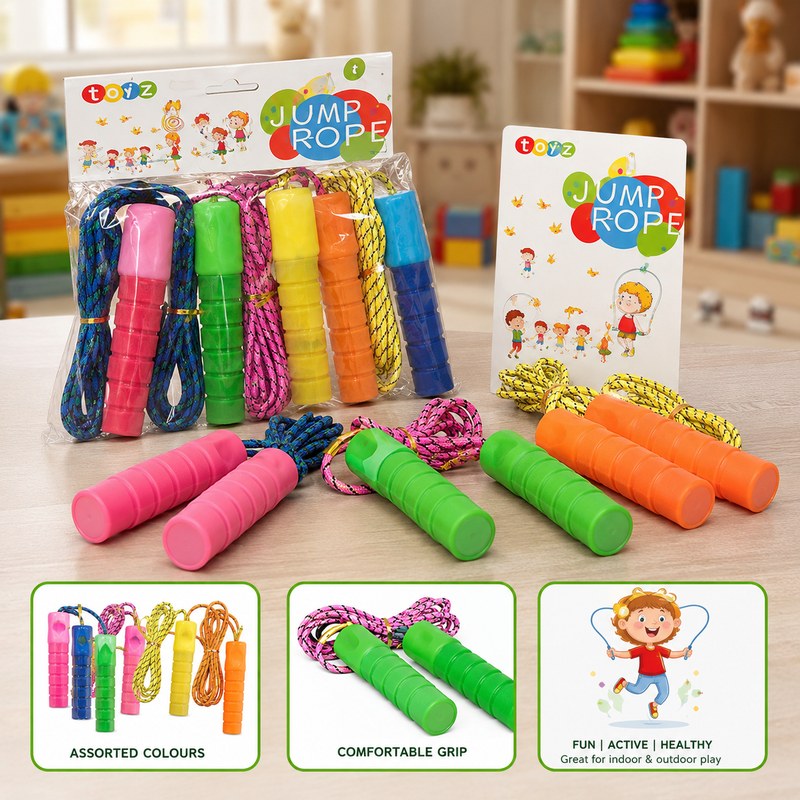 toyz
t
JUMP
ROPE
toyz
JUMP
ROPE
ASSORTED COLOURS
COMFORTABLE GRIP
FUN | ACTIVE | HEALTHY
Great for indoor & outdoor play